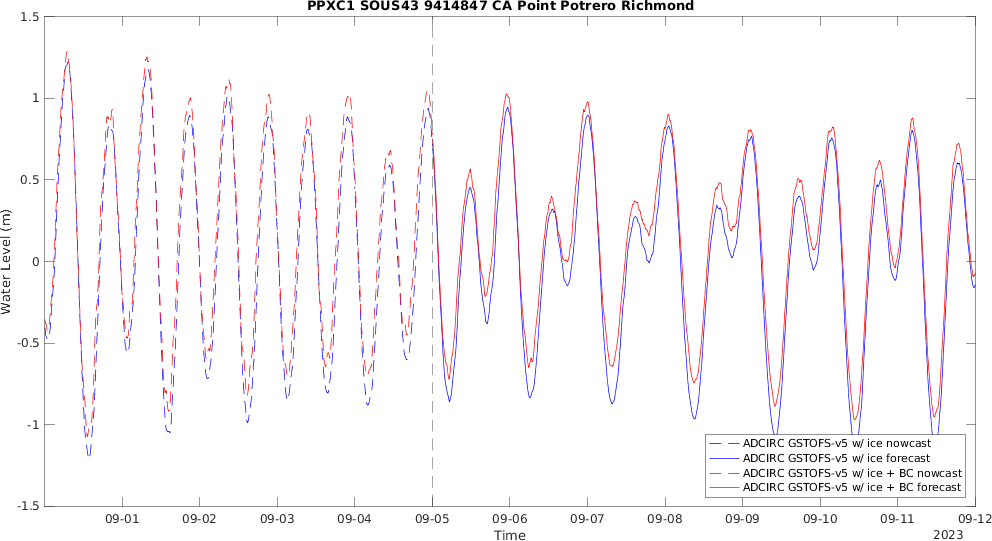 PPXC1 SOUS43 9414847 CA Point Potrero Richmond
1.5
1
0.5
0
-0.5
-1
-1.5
Water Level (m)
ADCIRC GSTOFS-v5 w/ ice nowcast
ADCIRC GSTOFS-v5 w/ ice forecast
ADCIRC GSTOFS-v5 w/ ice + BC nowcast
ADCIRC GSTOFS-v5 w/ ice + BC forecast
09-01 09-02 09-03 09-04 09-05 09-06 09-07 09-08 09-09 09-10 09-11 09-12
Time
2023